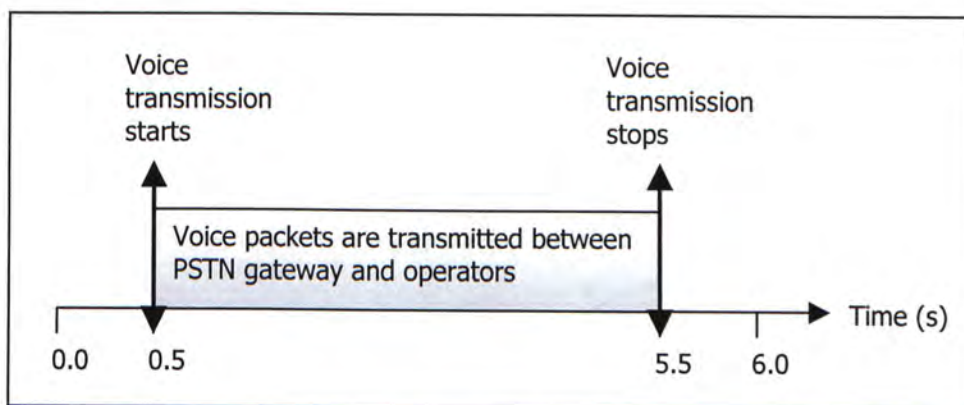 Voice
transmission
starts
Voice
transmission
stops
Voice packets are transmitted between
PSTN gateway and operators
Time (s)
0.0
0.5
5.5
6.0